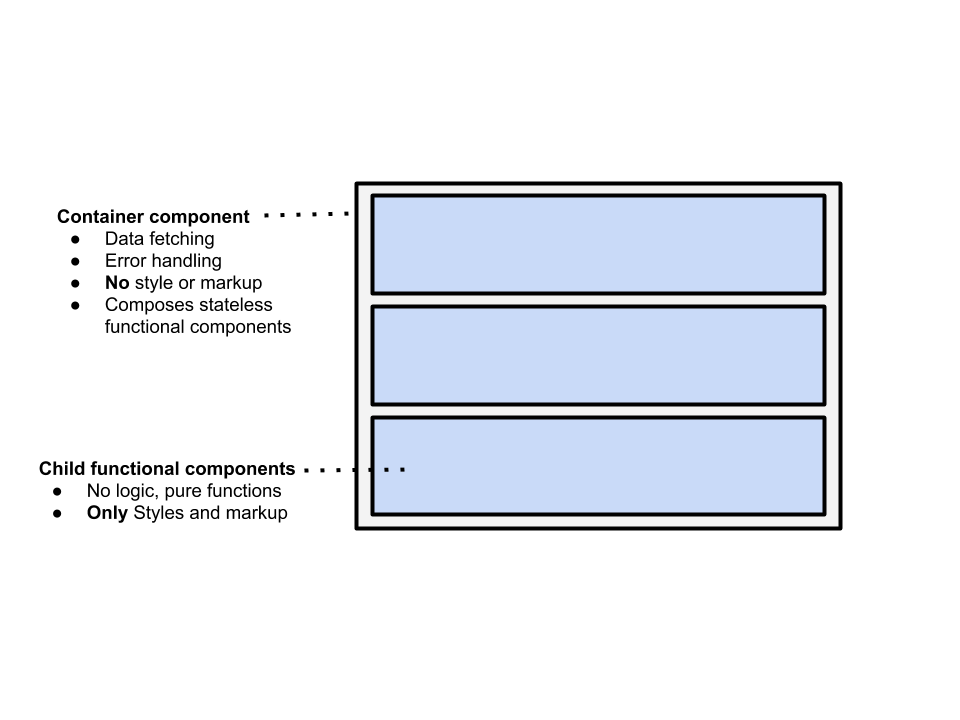 Container component
● Data fetching
● Error handling
● No style or markup
● Composes stateless
functional components
Child functional components
● No logic, pure functions
● Only Styles and markup